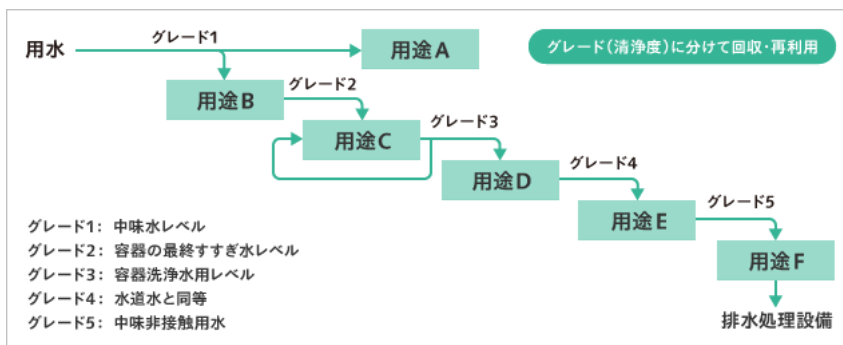 用水
グレード1
用途A
グレード(清浄度)に分けて回収・再利用
用途B
グレード2
用途C
グレード3
用途D
グレード4
用途E
グレード5
用途F
排水処理設備
グレード1：中味水レベル
グレード2：容器の最終すすぎ水レベル
グレード3：容器洗浄水用レベル
グレード4：水道水と同等
グレード5：中味非接触用水